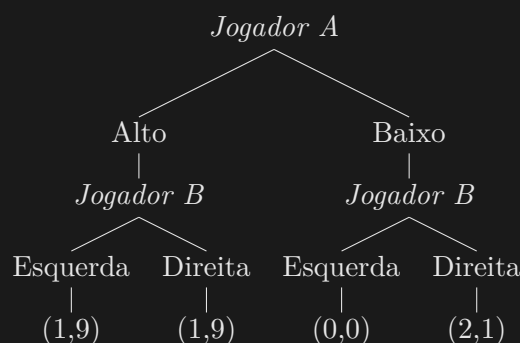 Jogador A
Alto Baixo
Jogador B Jogador B
Esquerda Direita Esquerda Direita
(1,9) (1,9) (0,0) (2,1)